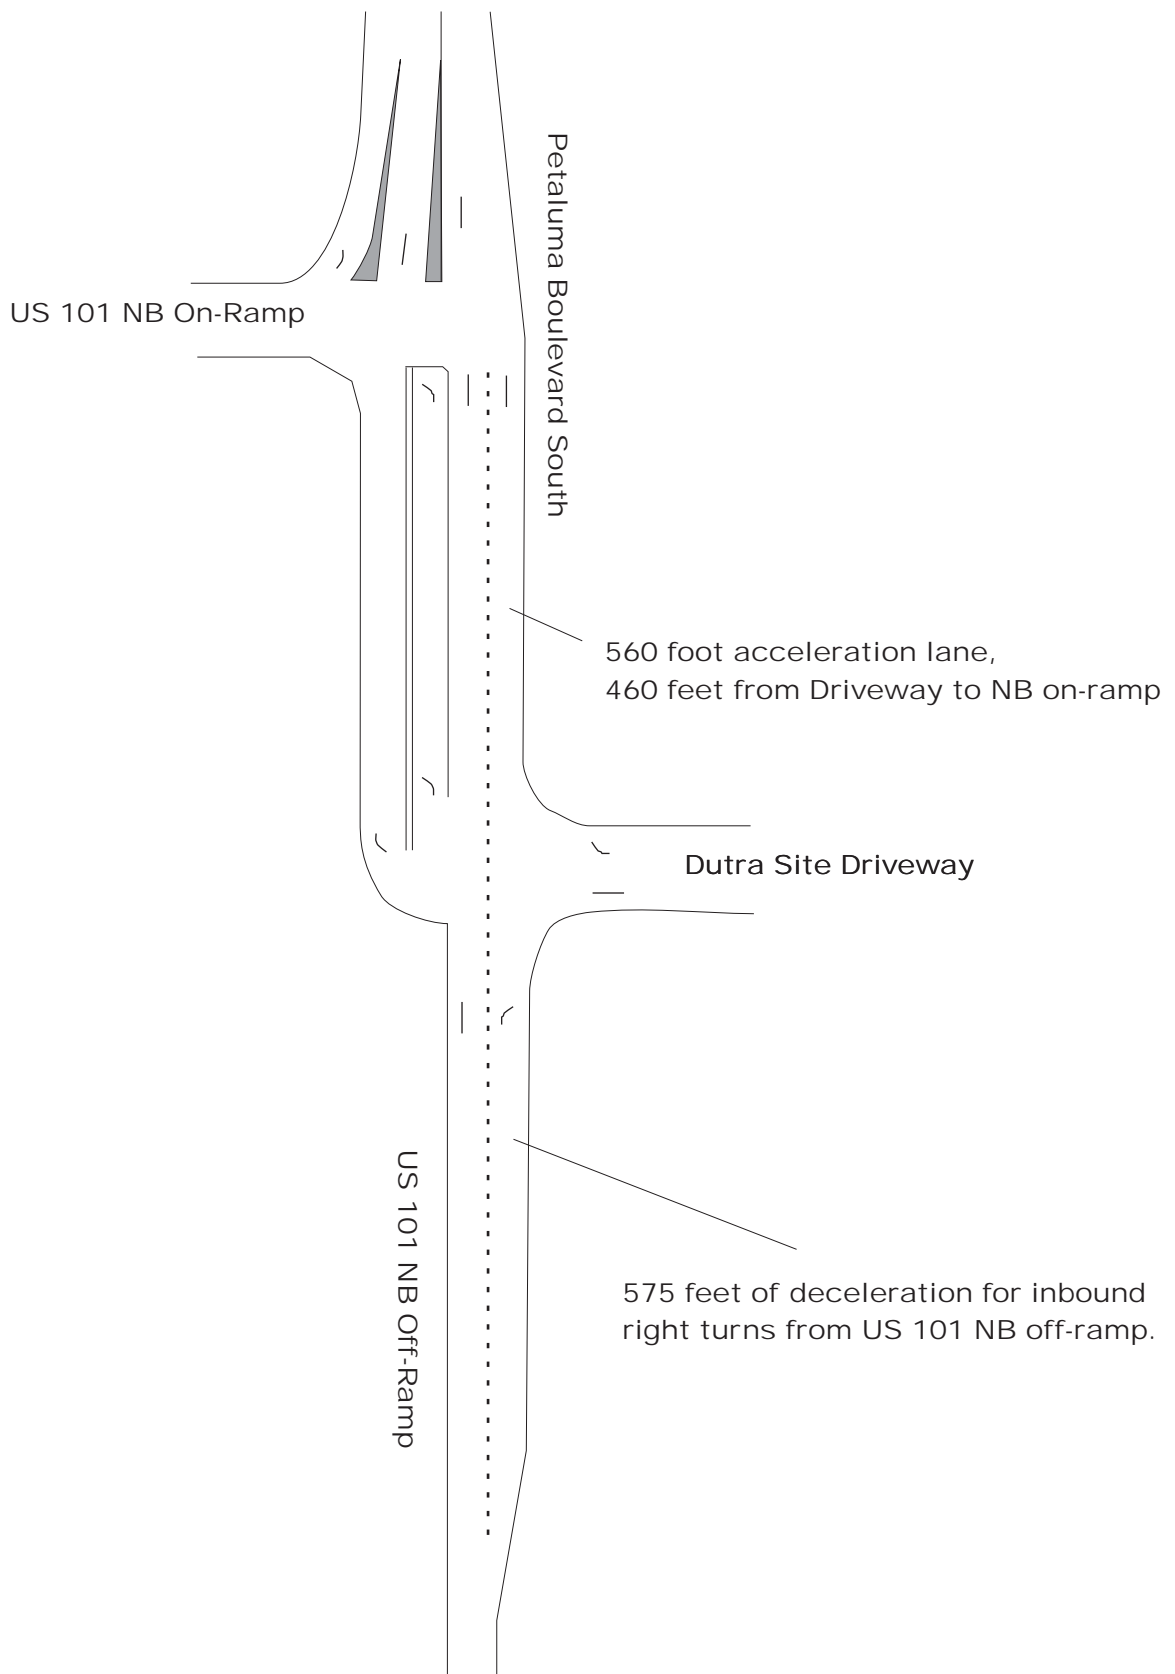 Petaluma Boulevard South
US 101 NB On-Ramp
560 foot acceleration lane,
460 feet from Driveway to NB on-ramp
Dutra Site Driveway
US 101 NB Off-Ramp
575 feet of deceleration for inbound
right turns from US 101 NB off-ramp.